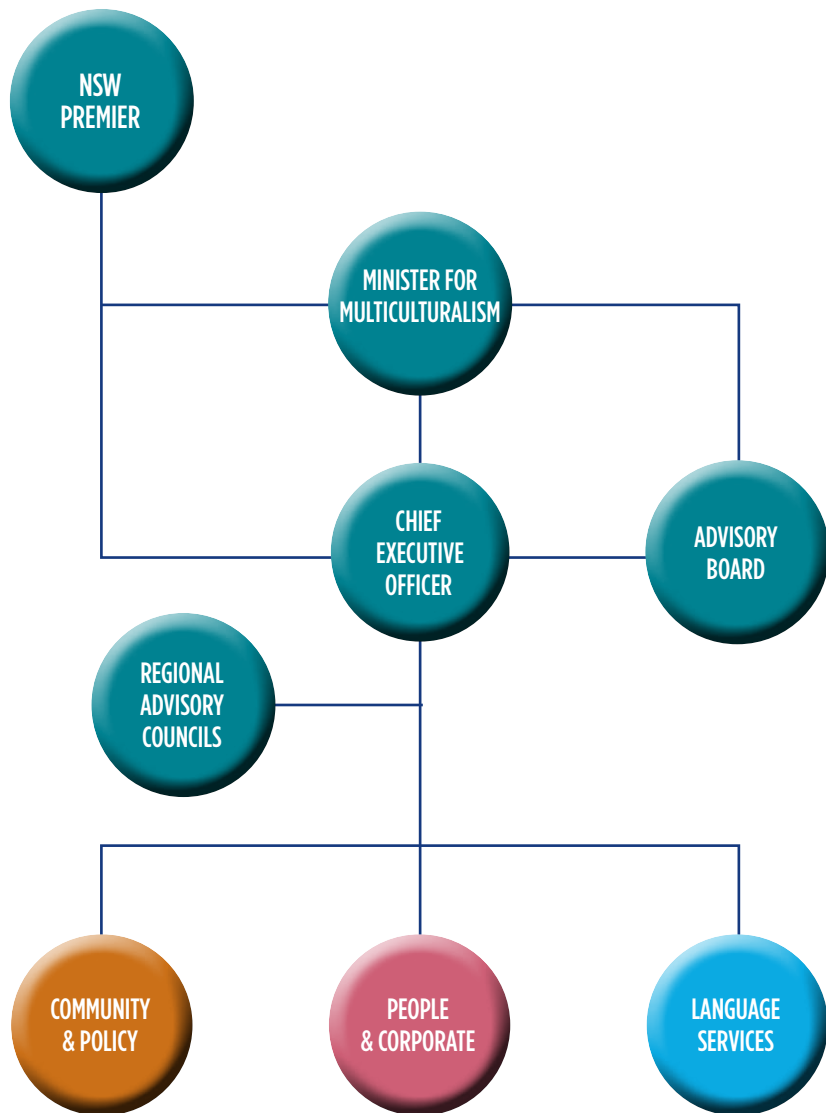 NSW
PREMIER
MINISTER FOR
MULTICULTURALISM
CHIEF
EXECUTIVE
OFFICER
ADVISORY
BOARD
REGIONAL
ADVISORY
COUNCILS
COMMUNITY
& POLICY
PEOPLE
& CORPORATE
LANGUAGE
SERVICES